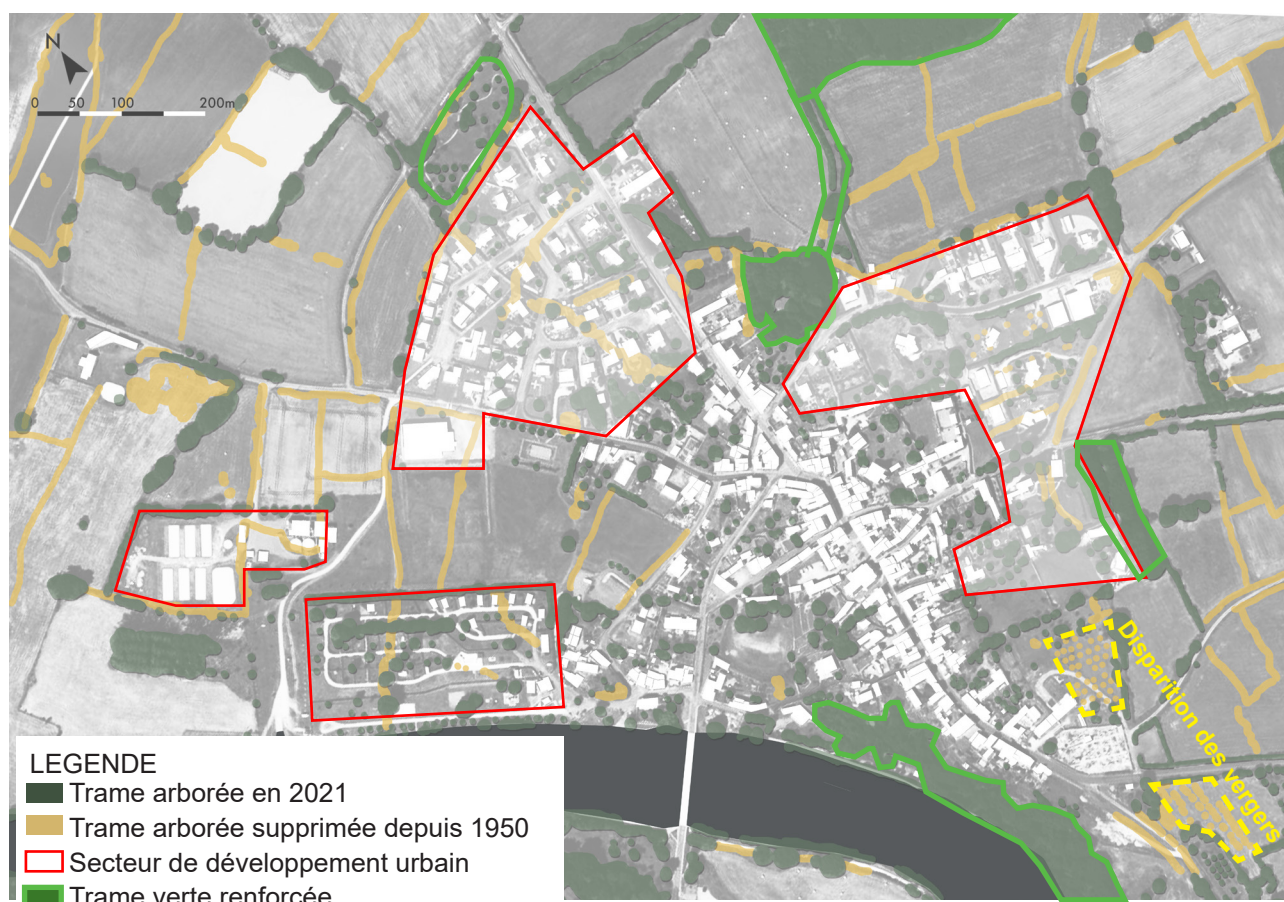 N
0 50 100 200m
Disparition des vergers
LEGENDE
Trame arborée en 2021
Trame arborée supprimée depuis 1950
Secteur de développement urbain
Trame verte renforcée